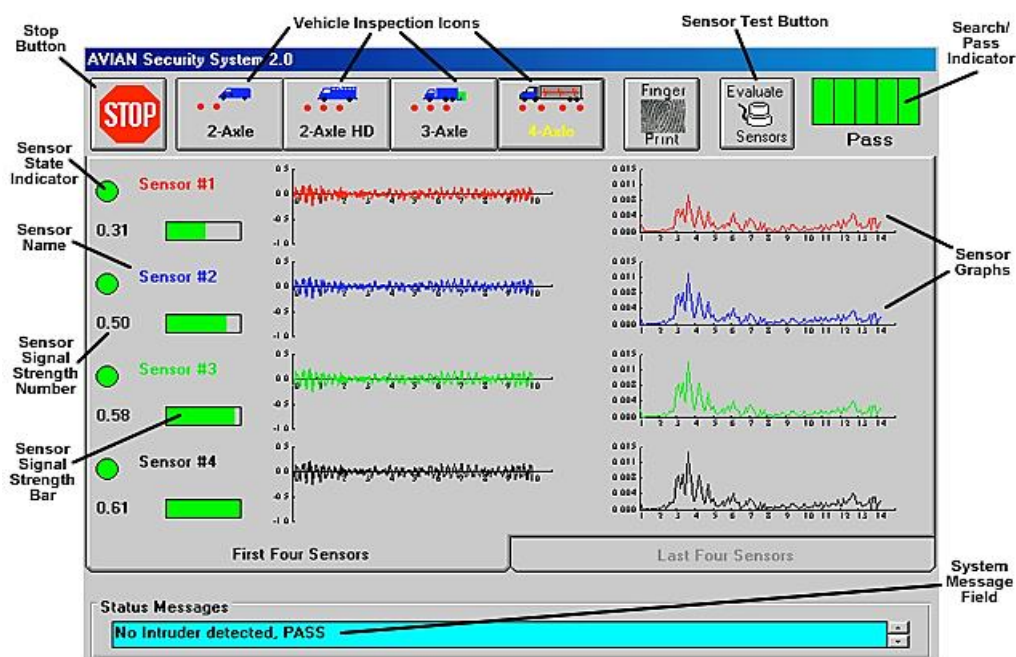 Stop
Button
Vehicle Inspection Icons
Sensor Test Button
Search/
Pass
Indicator
AVIAN Security System 2.0
STOP
2-Axle
2-Axle HD
3-Axle
4-Axle
Finger
Print
Evaluate
Sensors
Pass
Sensor
State
Indicator
Sensor #1
0.31
Sensor
Name
Sensor #2
0.50
Sensor
Graphs
Sensor
Signal
Strength
Number
Sensor #3
0.58
Sensor
Signal
Strength
Bar
Sensor #4
0.61
First Four Sensors
Last Four Sensors
System
Message
Field
Status Messages
No Intruder detected, PASS